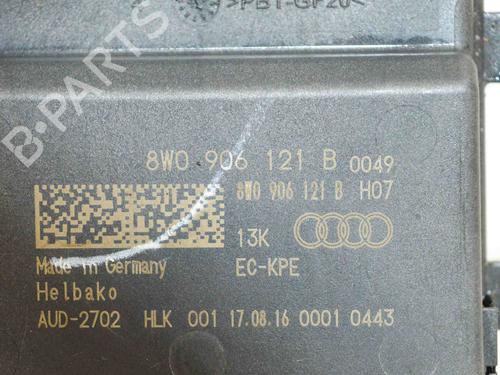 >PBT-GF20<
8W0 906 121 B 0049
8W0 906 121 B H07
13K
Made in Germany EC-KPE
Helbako
AUD-2702 HLK 001 17.08.16 0001 0443